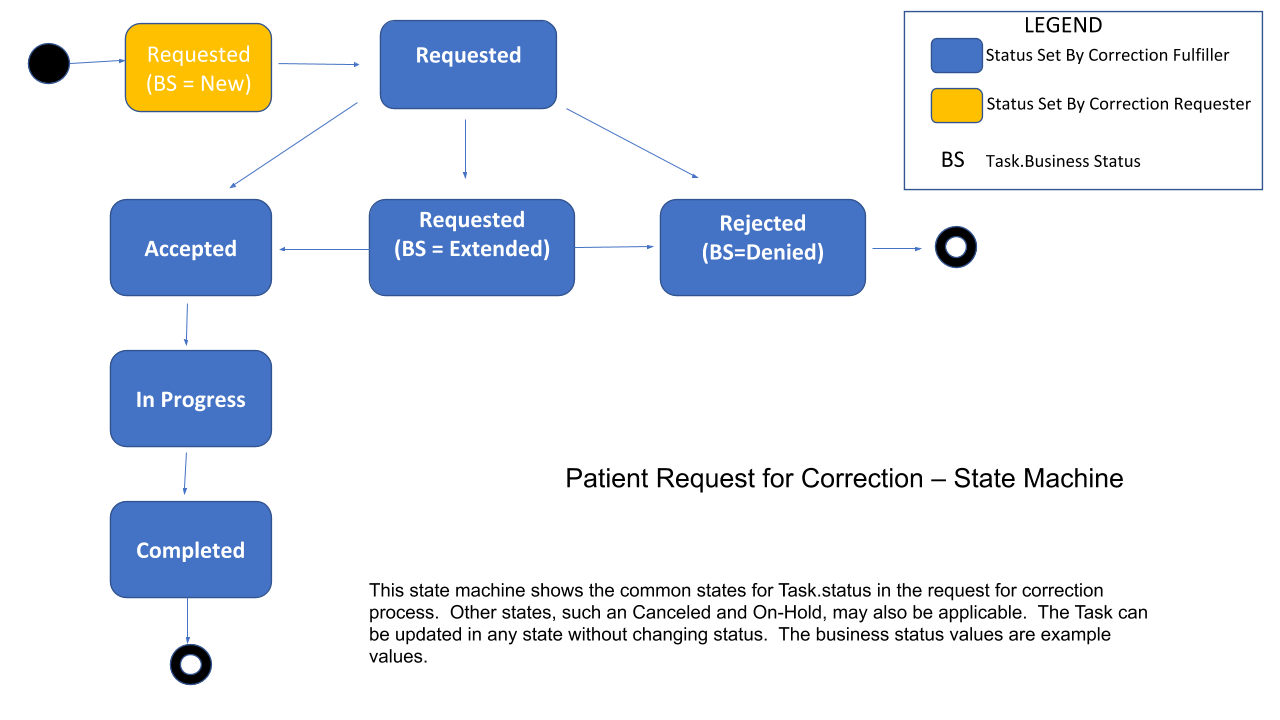 Requested
(BS = New)
Requested
LEGEND
Status Set By Correction Fulfiller
Status Set By Correction Requester
BS Task.Business Status
Accepted
Requested
(BS = Extended)
Rejected
(BS=Denied)
In Progress
Patient Request for Correction – State Machine
Completed
This state machine shows the common states for Task.status in the request for correction
process.  Other states, such an Canceled and On-Hold, may also be applicable.  The Task can
be updated in any state without changing status.  The business status values are example
values.